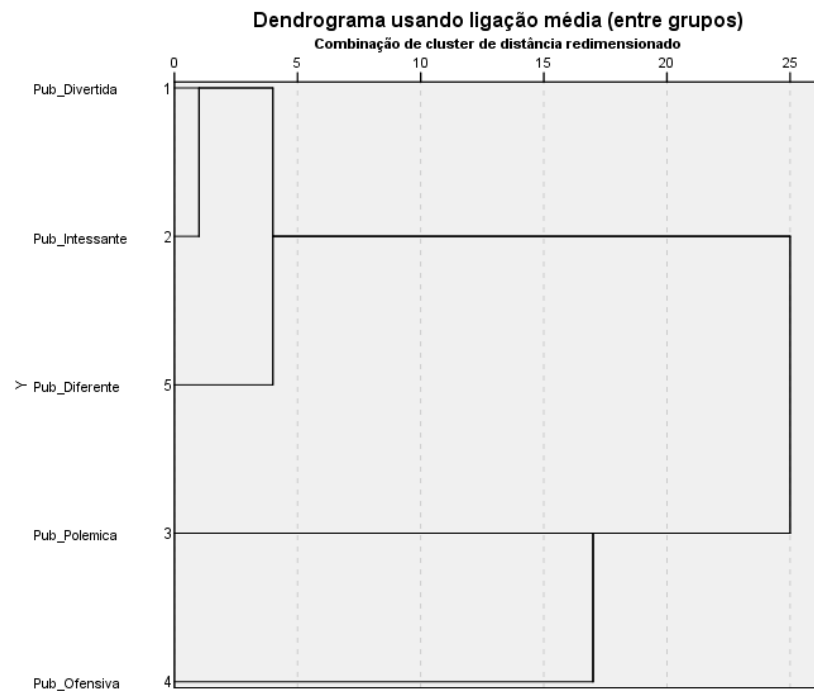 Dendrograma usando ligação média (entre grupos)
Combinação de cluster de distância redimensionado
0 5 10 15 20 25
Pub_Divertida 1
Pub_Intessante 2
Pub_Diferente 5
Y
Pub_Polemica 3
Pub_Ofensiva 4